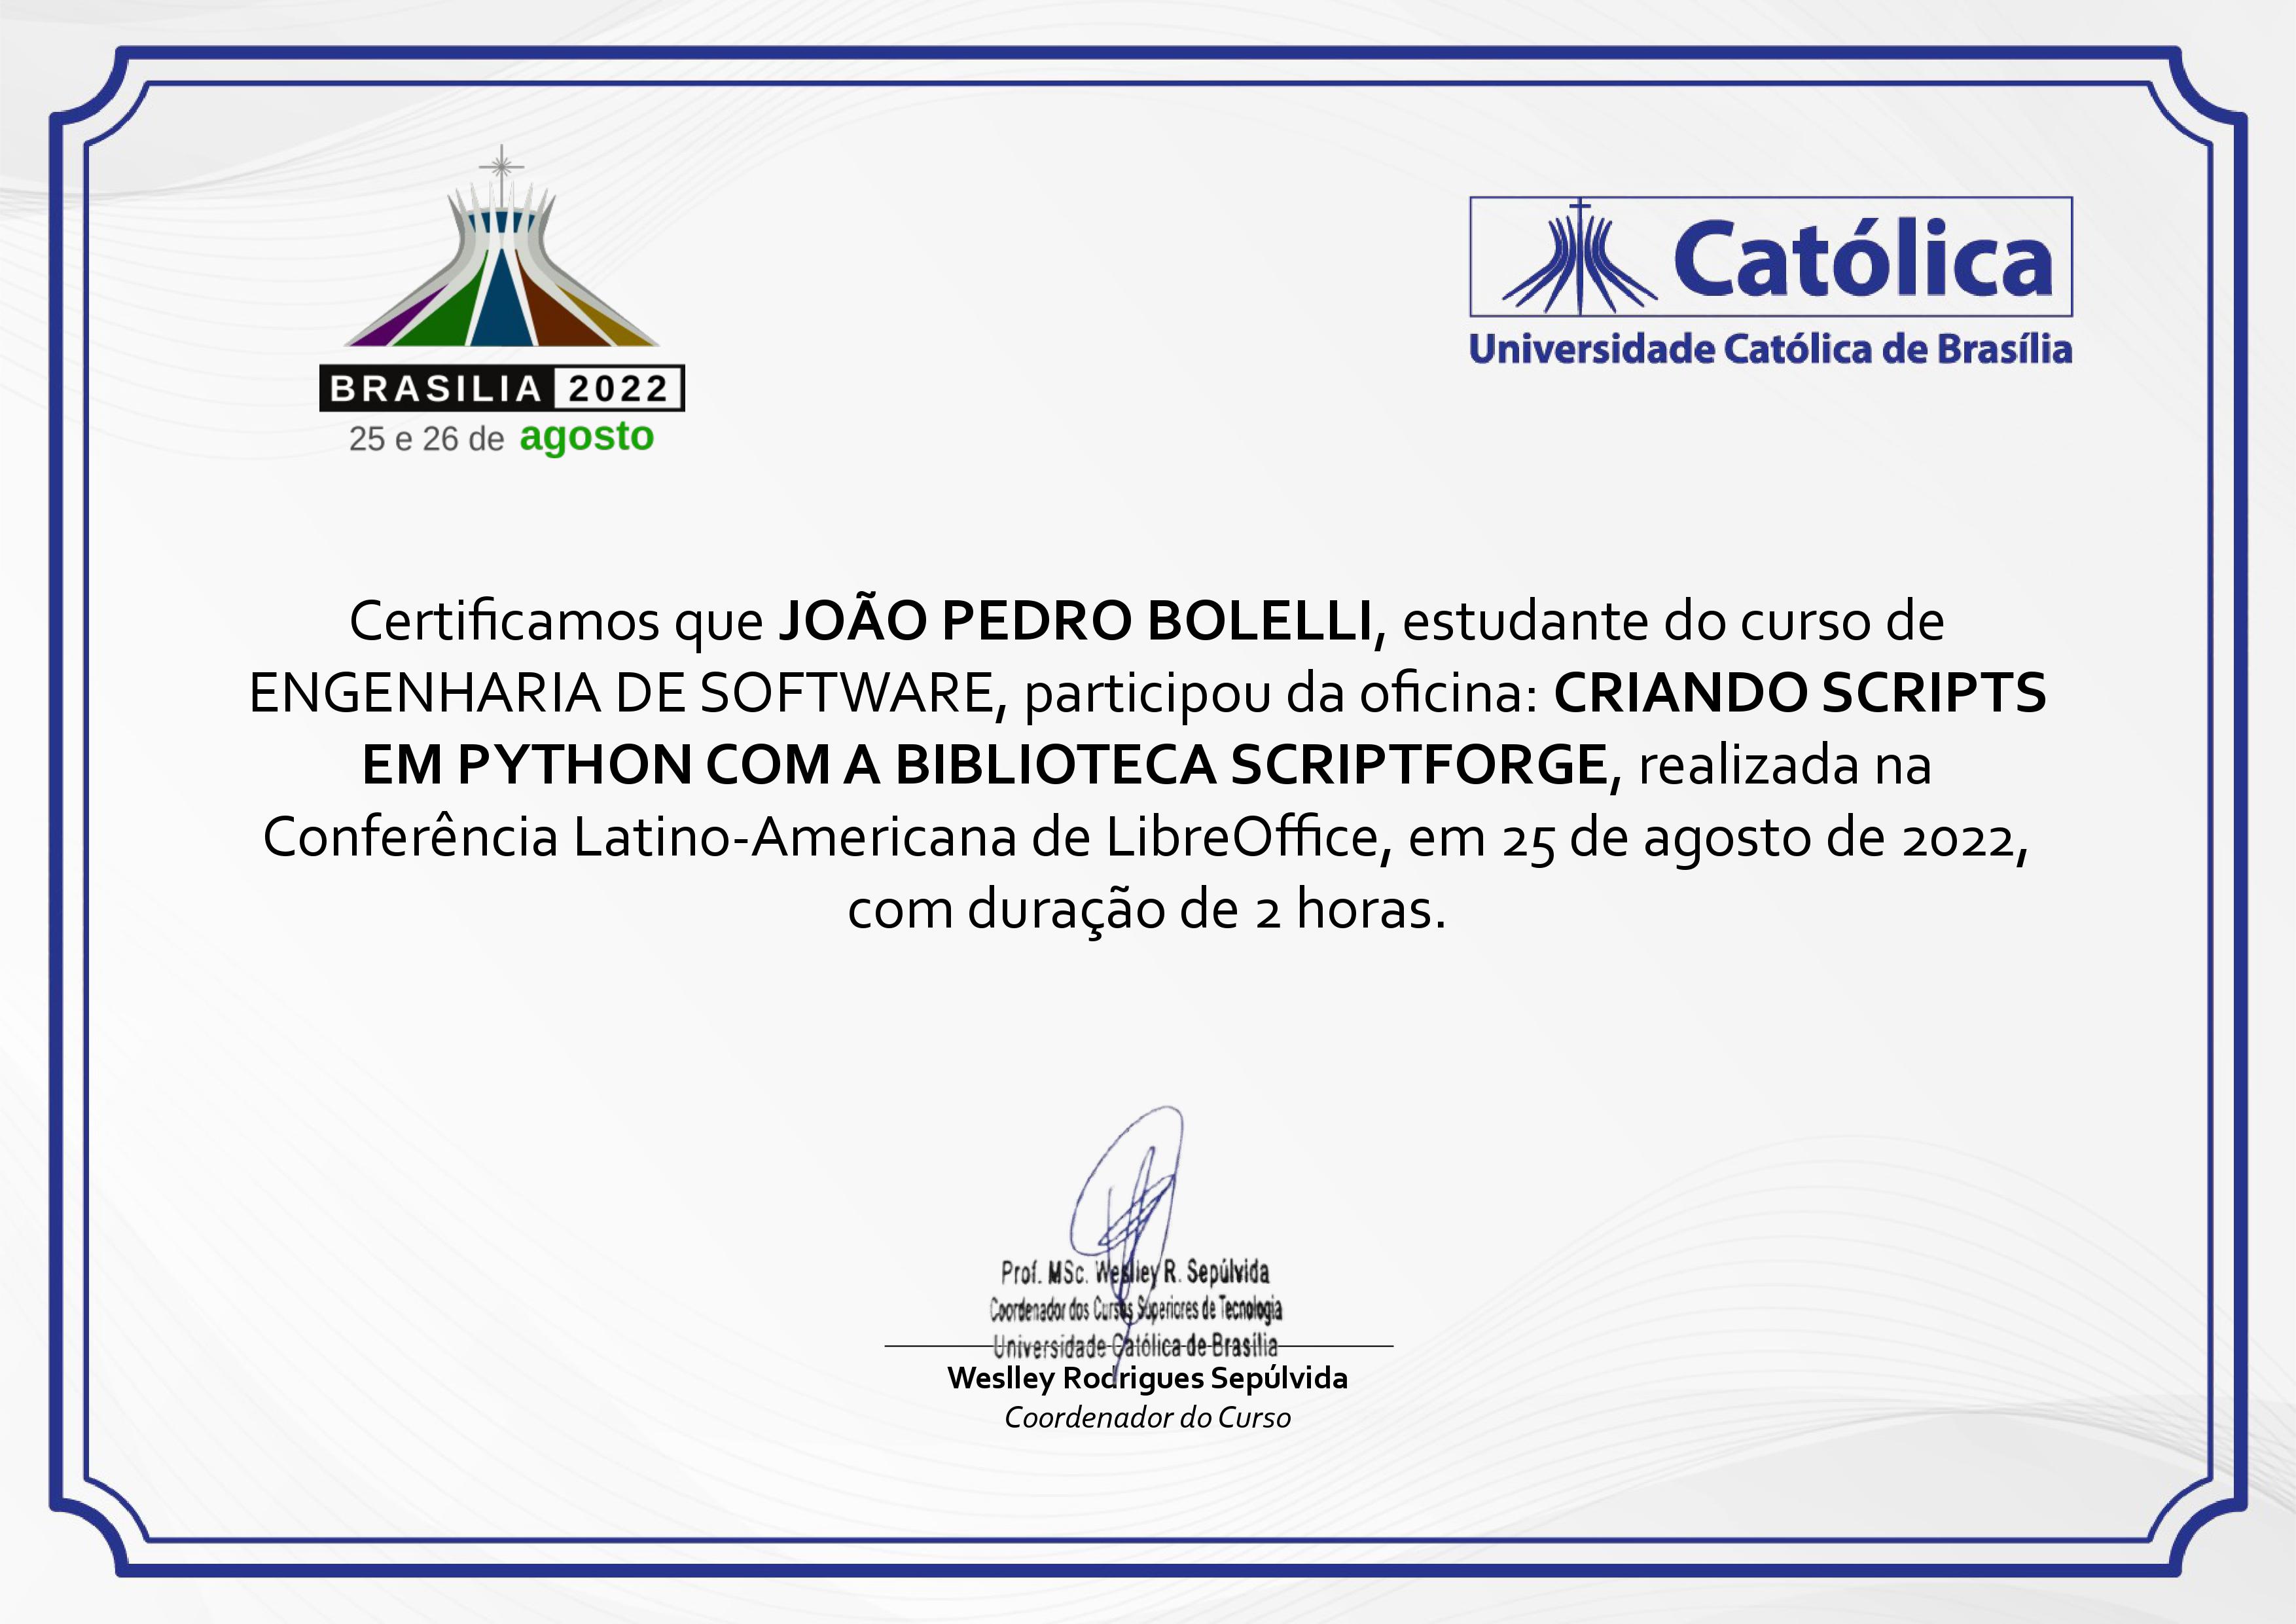 BRASILIA 2022
25 e 26 de agosto
Católica
Universidade Católica de Brasília
Certificamos que JOÃO PEDRO BOLELLI, estudante do curso de
ENGENHARIA DE SOFTWARE, participou da oficina: CRIANDO SCRIPTS
EM PYTHON COM A BIBLIOTECA SCRIPTFORGE, realizada na
Conferência Latino-Americana de LibreOffice, em 25 de agosto de 2022,
com duração de 2 horas.
Prof. MSc. Weslley R. Sepúlvida
Coordenador dos Cursos Superiores de Tecnologia
Universidade Católica de Brasília
Weslley Rodrigues Sepúlvida
Coordenador do Curso